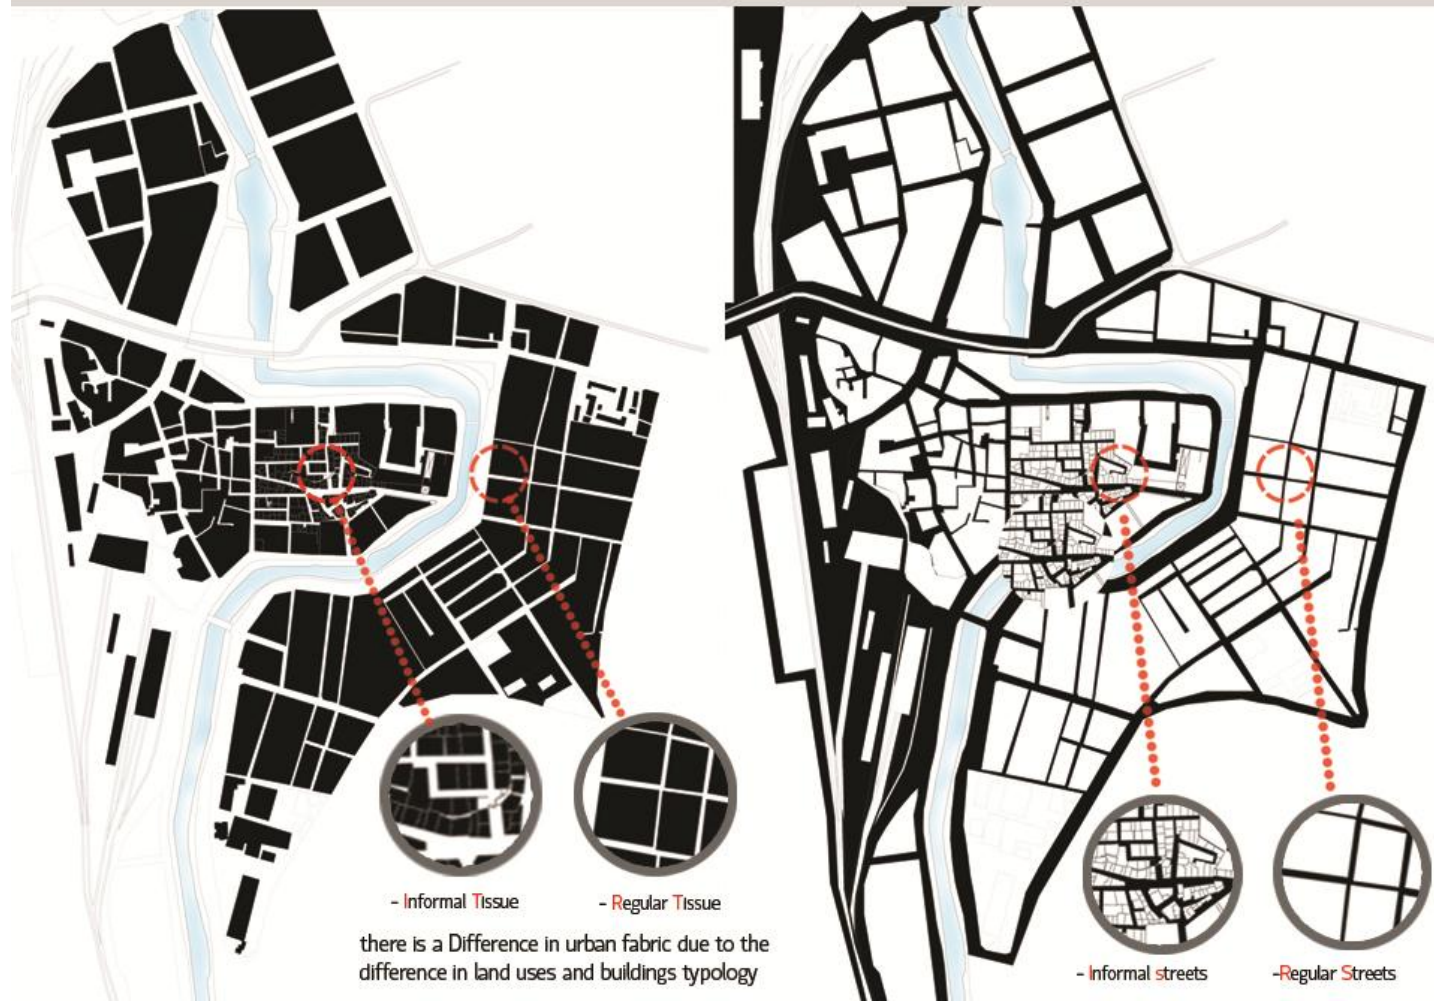 - Informal Tissue
- Regular Tissue
there is a Difference in urban fabric due to the
difference in land uses and buildings typology
- Informal streets
-Regular Streets